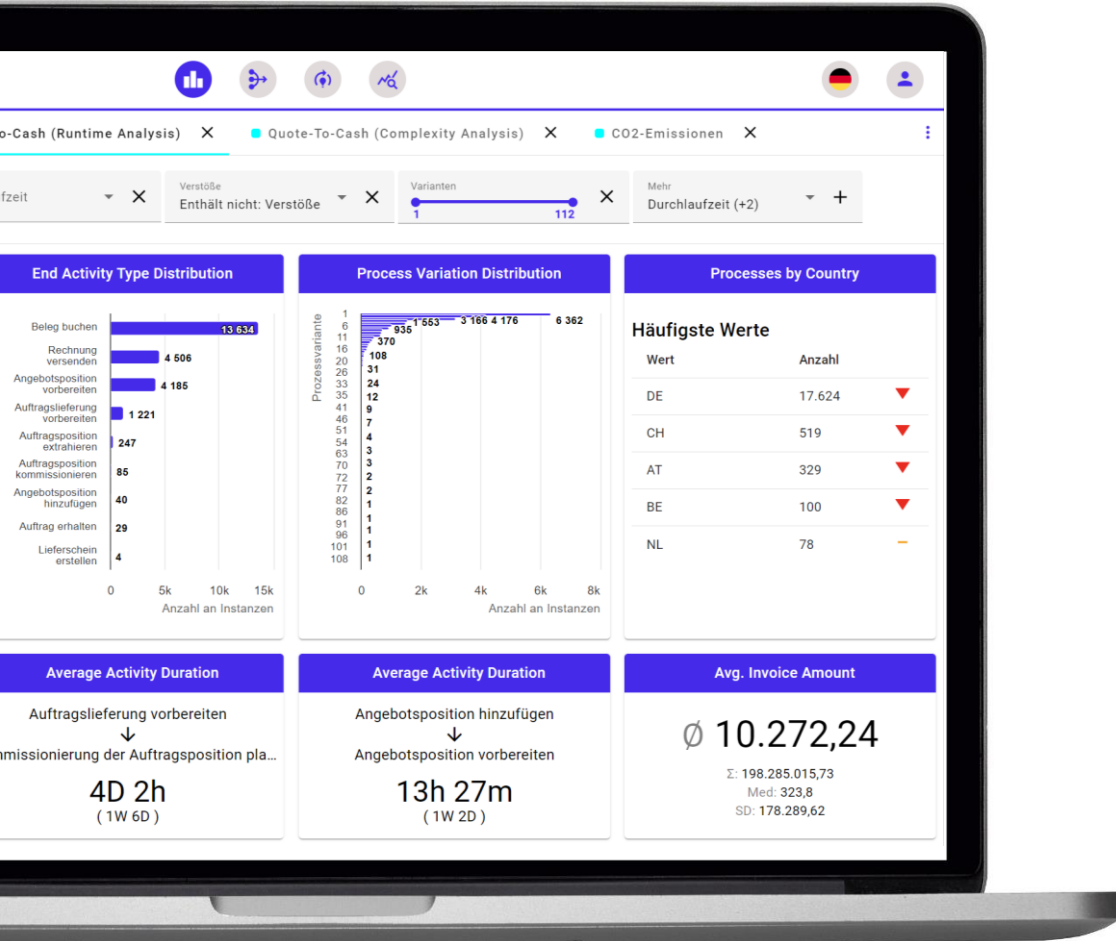 o-Cash (Runtime Analysis)
Quote-To-Cash (Complexity Analysis)
CO2-Emissionen
fzeit
Verstöße
Enthält nicht: Verstöße
Varianten
1
112
Mehr
Durchlaufzeit (+2)
End Activity Type Distribution
Beleg buchen
13 634
Rechnung
versenden
4 506
Angebotsposition
vorbereiten
4 185
Auftragslieferung
vorbereiten
1 221
Auftragsposition
extrahieren
247
Auftragsposition
kommissionieren
85
Angebotsposition
hinzufügen
40
Auftrag erhalten
29
Lieferschein
erstellen
4
0
5k
10k
15k
Anzahl an Instanzen
Process Variation Distribution
Prozessvariante
1
6
11
16
20
26
33
35
41
46
51
54
63
70
72
77
82
86
91
96
101
108
6 362
4 176
3 166
1 553
935
370
108
31
24
12
9
7
4
3
3
2
2
1
1
1
1
1
0
2k
4k
6k
8k
Anzahl an Instanzen
Processes by Country
Häufigste Werte
Wert Anzahl
DE 17.624
CH 519
AT 329
BE 100
NL 78
Average Activity Duration
Auftragslieferung vorbereiten
missionierung der Auftragsposition pla...
4D 2h
( 1W 6D )
Average Activity Duration
Angebotsposition hinzufügen
Angebotsposition vorbereiten
13h 27m
( 1W 2D )
Avg. Invoice Amount
Ø 10.272,24
Σ: 198.285.015,73
Med: 323,8
SD: 178.289,62